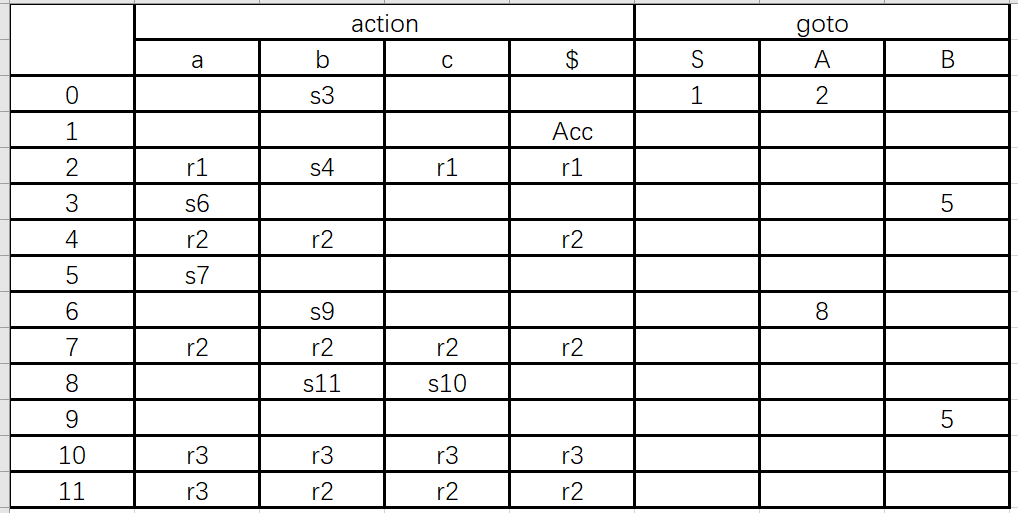 action goto
a b c $ S A B
0 s3 1 2
1 Acc
2 r1 s4 r1 r1
3 s6 5
4 r2 r2 r2
5 s7
6 s9 8
7 r2 r2 r2 r2
8 s11 s10
9 5
10 r3 r3 r3 r3
11 r3 r2 r2 r2